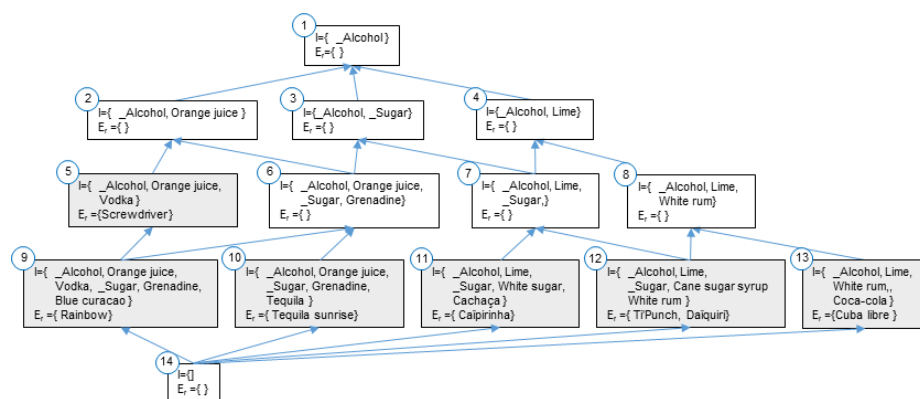 1
I={ _Alcohol }
Er={ }
2
I={ _Alcohol, Orange juice }
Er ={ }
3
I={_Alcohol, _Sugar}
Er ={ }
4
I={_Alcohol, Lime}
Er ={ }
5
I={ _Alcohol, Orange juice,
Vodka }
Er ={Screwdriver}
6
I={ _Alcohol, Orange juice,
_Sugar, Grenadine}
Er ={ }
7
I={ _Alcohol, Lime,
_Sugar,}
Er ={ }
8
I={ _Alcohol, Lime,
White rum}
Er ={ }
9
I={ _Alcohol, Orange juice,
Vodka, _Sugar, Grenadine,
Blue curacao }
Er ={ Rainbow}
10
I={ _Alcohol, Orange juice,
_Sugar, Grenadine,
Tequila }
Er ={ Tequila sunrise}
11
I={ _Alcohol, Lime,
_Sugar, White sugar,
Cachaça }
Er ={ Caïpirinha}
12
I={ _Alcohol, Lime,
_Sugar, Cane sugar syrup
White rum }
Er ={ Ti'Punch, Daïquiri}
13
I={ _Alcohol, Lime,
White rum,,
Coca-cola }
Er ={Cuba libre }
14
I={]
Er ={ }